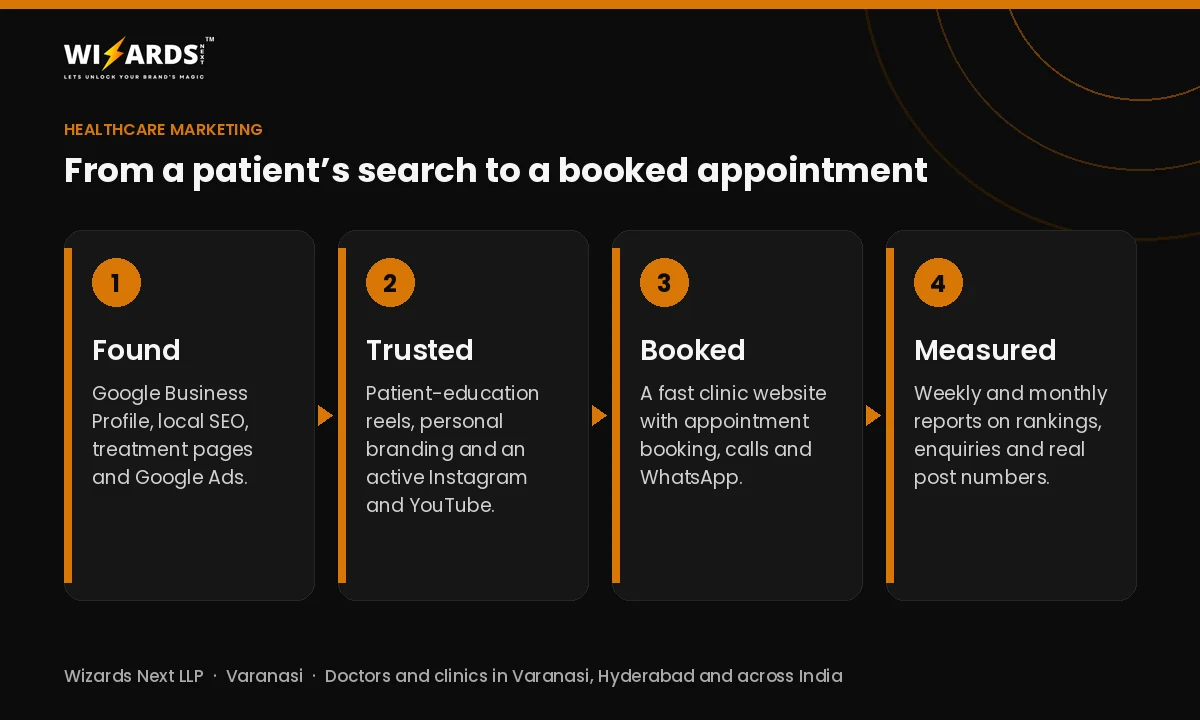 WIZARDS NEXT ™
LETS UNLOCK YOUR BRAND'S MAGIC
HEALTHCARE MARKETING
From a patient’s search to a booked appointment
1
Found
Google Business
Profile, local SEO,
treatment pages
and Google Ads.
2
Trusted
Patient-education
reels, personal
branding and an
active Instagram
and YouTube.
3
Booked
A fast clinic website
with appointment
booking, calls and
WhatsApp.
4
Measured
Weekly and monthly
reports on rankings,
enquiries and real
post numbers.
Wizards Next LLP · Varanasi · Doctors and clinics in Varanasi, Hyderabad and across India